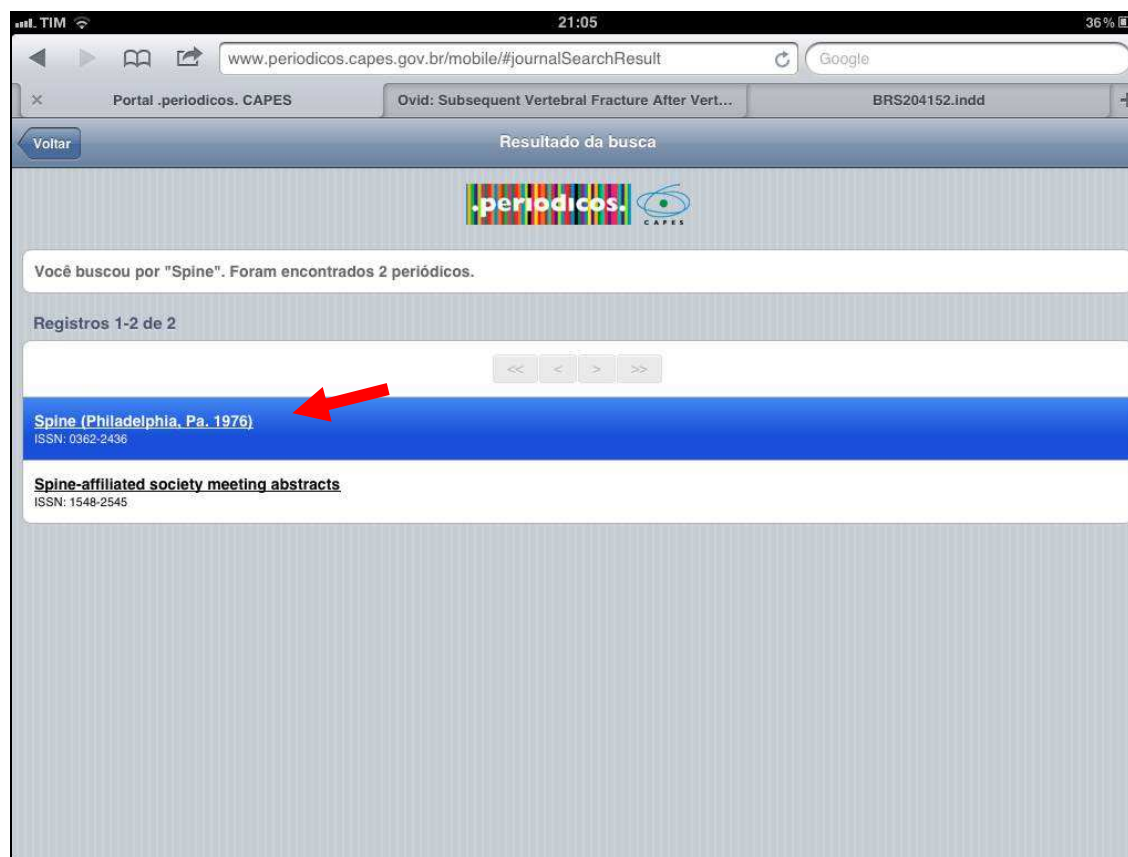 TIM 21:05 36%
www.periodicos.capes.gov.br/mobile/#journalSearchResult Google
Portal .periodicos. CAPES Ovid: Subsequent Vertebral Fracture After Vert... BRS204152.indd
Voltar Resultado da busca
.periodicos. CAPES
Você buscou por "Spine". Foram encontrados 2 periódicos.
Registros 1-2 de 2
<< < > >>
Spine (Philadelphia, Pa. 1976)
ISSN: 0362-2436
Spine-affiliated society meeting abstracts
ISSN: 1548-2545